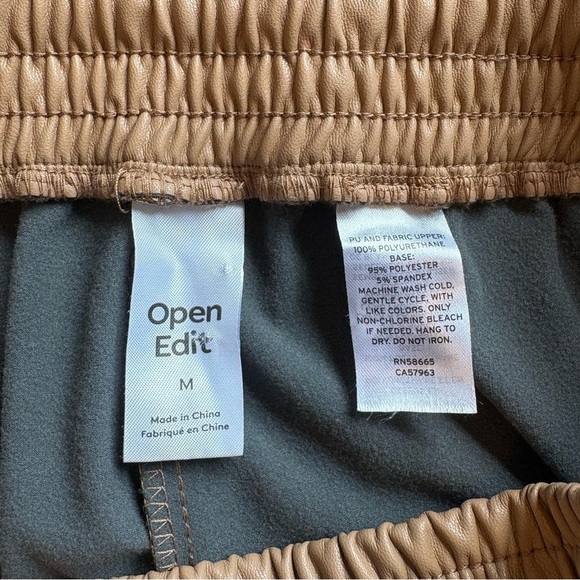 Open
Edit
M
Made in China
Fabriqué en Chine
PU AND FABRIC UPPER:
100% POLYURETHANE
BASE:
95% POLYESTER
5% SPANDEX
MACHINE WASH COLD,
GENTLE CYCLE, WITH
LIKE COLORS. ONLY
NON-CHLORINE BLEACH
IF NEEDED. HANG TO
DRY. DO NOT IRON.
RN58665
CA57963